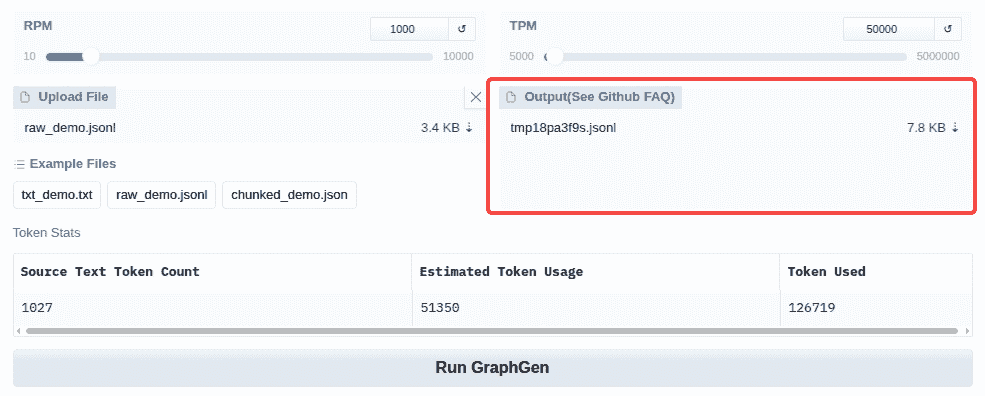 RPM
1000
↺
10
10000
TPM
50000
↺
5000
5000000
Upload File
raw_demo.jsonl
3.4 KB ⇣
Output(See Github FAQ)
tmp18pa3f9s.jsonl
7.8 KB ⇣
Example Files
txt_demo.txt
raw_demo.jsonl
chunked_demo.json
Token Stats
Source Text Token Count
Estimated Token Usage
Token Used
1027
51350
126719
Run GraphGen